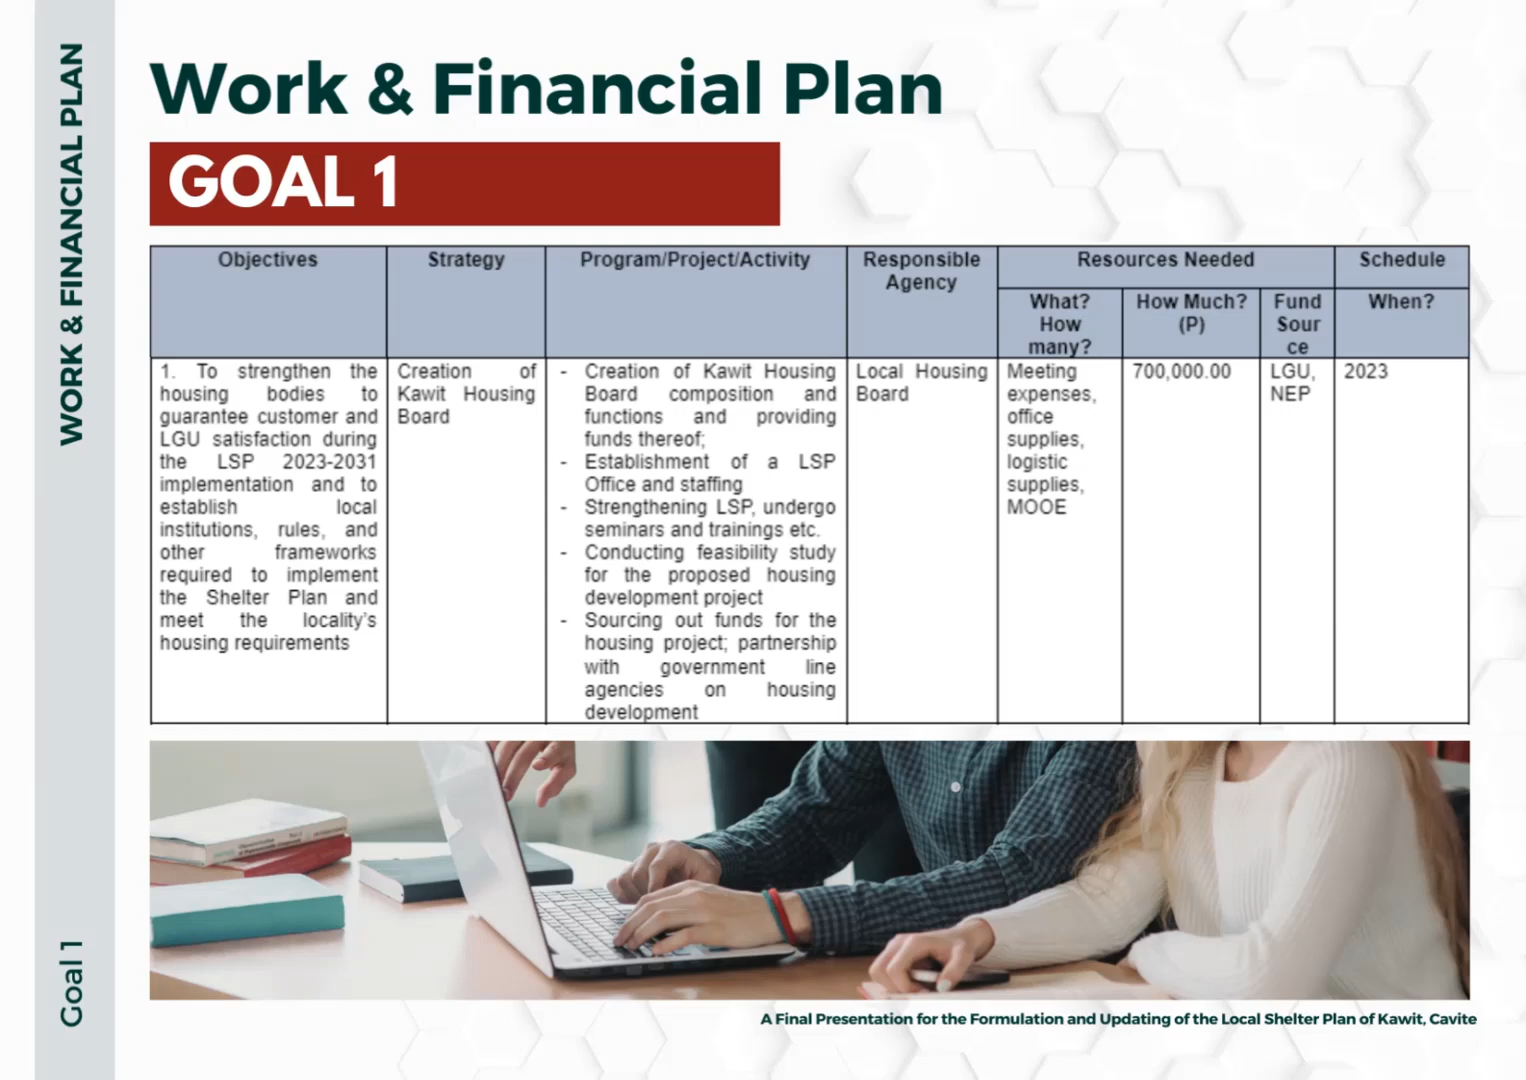 WORK & FINANCIAL PLAN
Goal 1
Work & Financial Plan
GOAL 1
Objectives
Strategy
Program/Project/Activity
Responsible
Agency
Resources Needed
Schedule
What?
How
many?
How Much?
(P)
Fund
Sour
ce
When?
1. To strengthen the
housing bodies to
guarantee customer and
LGU satisfaction during
the LSP 2023-2031
implementation and to
establish local
institutions, rules, and
other frameworks
required to implement
the Shelter Plan and
meet the locality's
housing requirements
Creation of
Kawit Housing
Board
- Creation of Kawit Housing
Board composition and
functions and providing
funds thereof;
- Establishment of a LSP
Office and staffing
- Strengthening LSP, undergo
seminars and trainings etc.
- Conducting feasibility study
for the proposed housing
development project
- Sourcing out funds for the
housing project; partnership
with government line
agencies on housing
development
Local Housing
Board
Meeting
expenses,
office
supplies,
logistic
supplies,
MOOE
700,000.00
LGU,
NEP
2023
A Final Presentation for the Formulation and Updating of the Local Shelter Plan of Kawit, Cavite